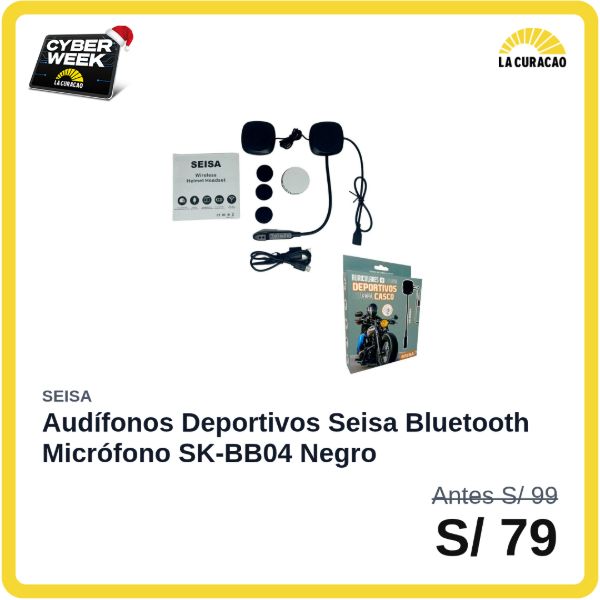 CYBER
WEEK
LA CURACAO
LA CURACAO
SEISA
Wireless
Helmet Headset
DEPORTIVOS
CASCO
SEISA
Audífonos Deportivos Seisa Bluetooth
Micrófono SK-BB04 Negro
Antes S/ 99
S/ 79